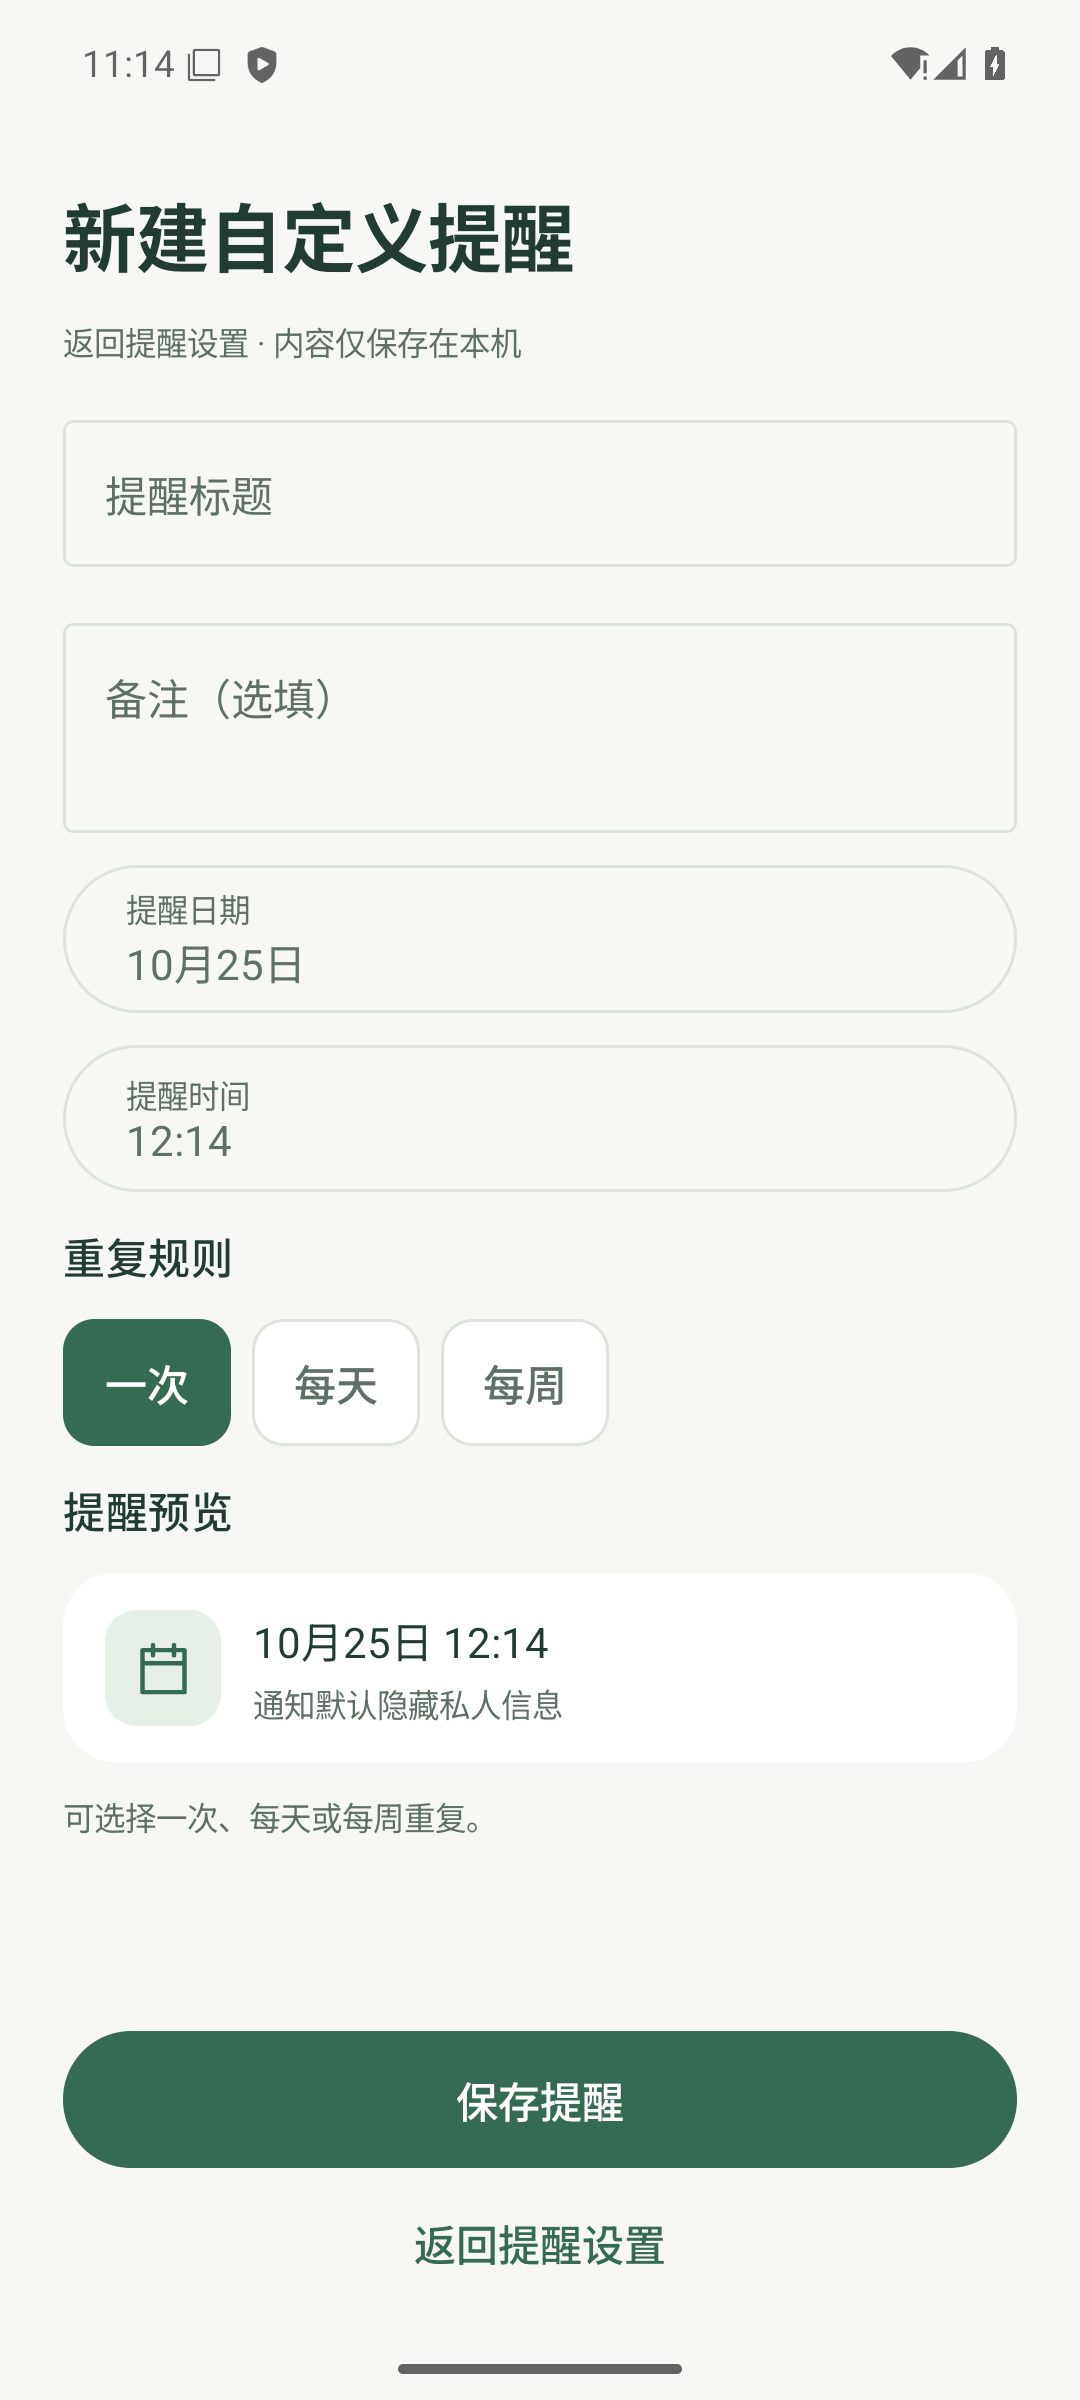 11:14
新建自定义提醒
返回提醒设置 · 内容仅保存在本机
提醒标题
备注（选填）
提醒日期
10月25日
提醒时间
12:14
重复规则
一次
每天
每周
提醒预览
10月25日 12:14
通知默认隐藏私人信息
可选择一次、每天或每周重复。
保存提醒
返回提醒设置